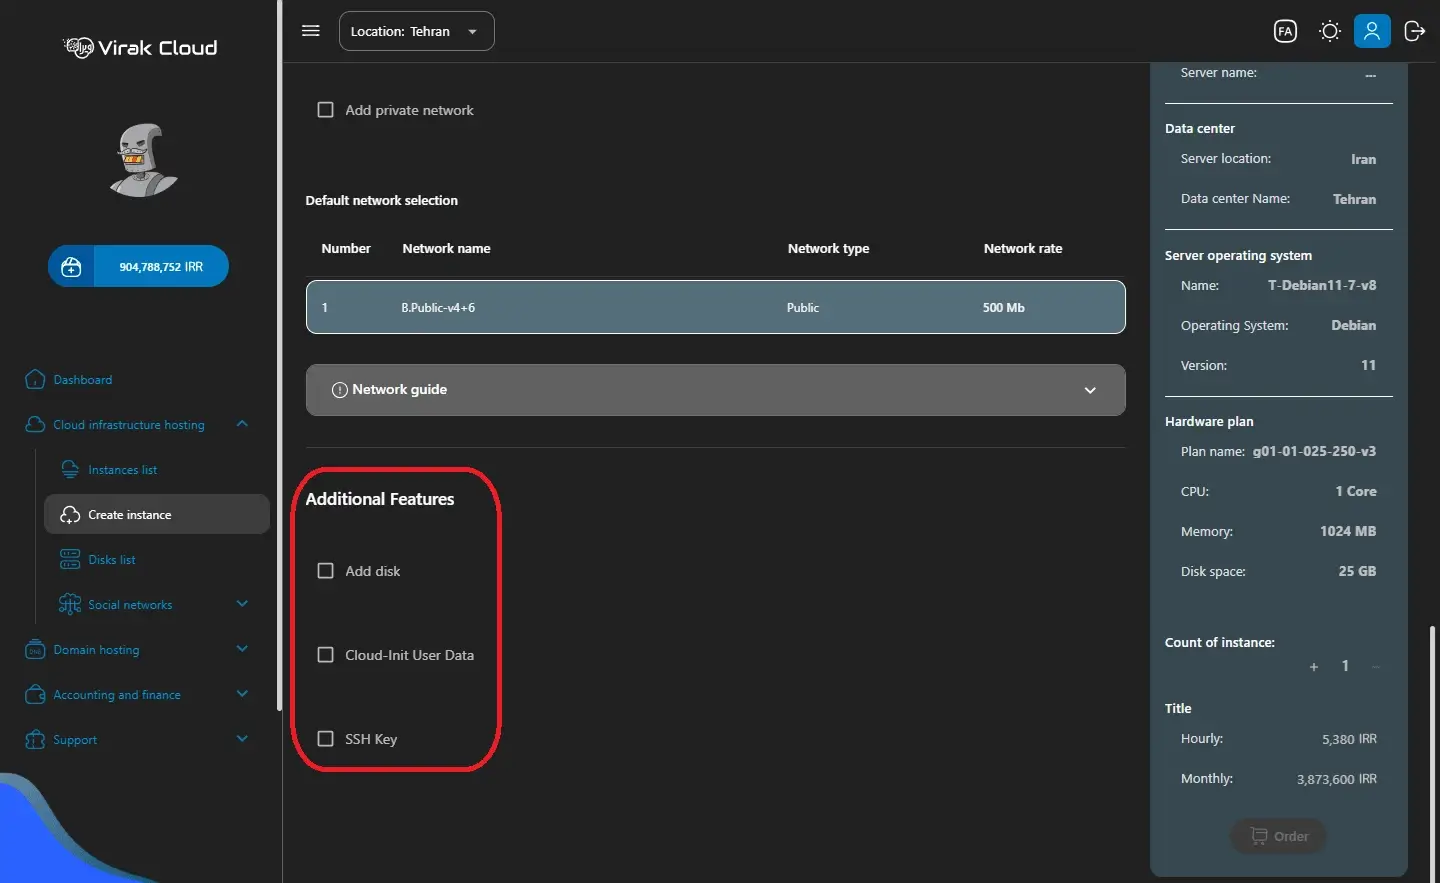 Virak Cloud
904,788,752 IRR
Dashboard
Cloud infrastructure hosting
Instances list
Create instance
Disks list
Social networks
Domain hosting
Accounting and finance
Support
Location: Tehran
FA
Add private network
Default network selection
Number Network name Network type Network rate
1 B.Public-v4+6 Public 500 Mb
Network guide
Additional Features
Add disk
Cloud-Init User Data
SSH Key
Server name: ---
Data center
Server location: Iran
Data center Name: Tehran
Server operating system
Name: T-Debian11-7-v8
Operating System: Debian
Version: 11
Hardware plan
Plan name: g01-01-025-250-v3
CPU: 1 Core
Memory: 1024 MB
Disk space: 25 GB
Count of instance:
+ 1 -
Title
Hourly: 5,380 IRR
Monthly: 3,873,600 IRR
Order